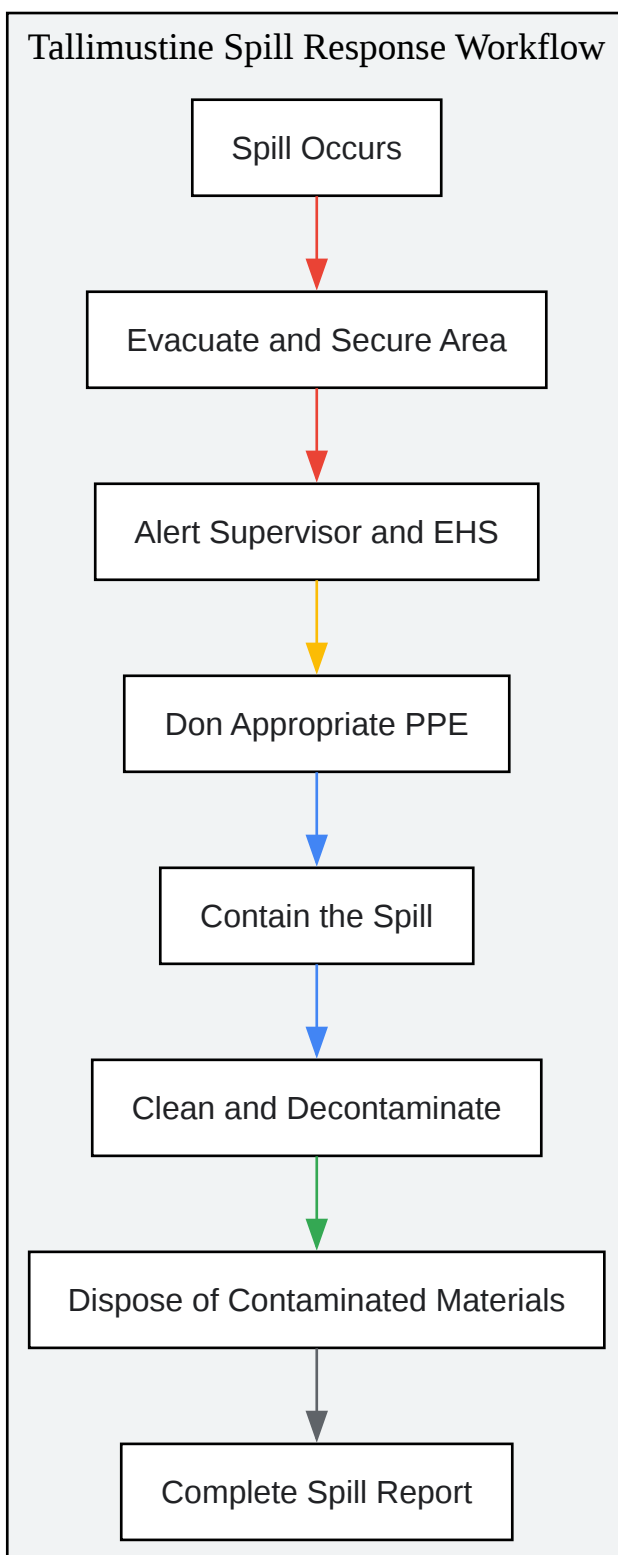 Tallimustine Spill Response Workflow
Spill Occurs
Evacuate and Secure Area
Alert Supervisor and EHS
Don Appropriate PPE
Contain the Spill
Clean and Decontaminate
Dispose of Contaminated Materials
Complete Spill Report